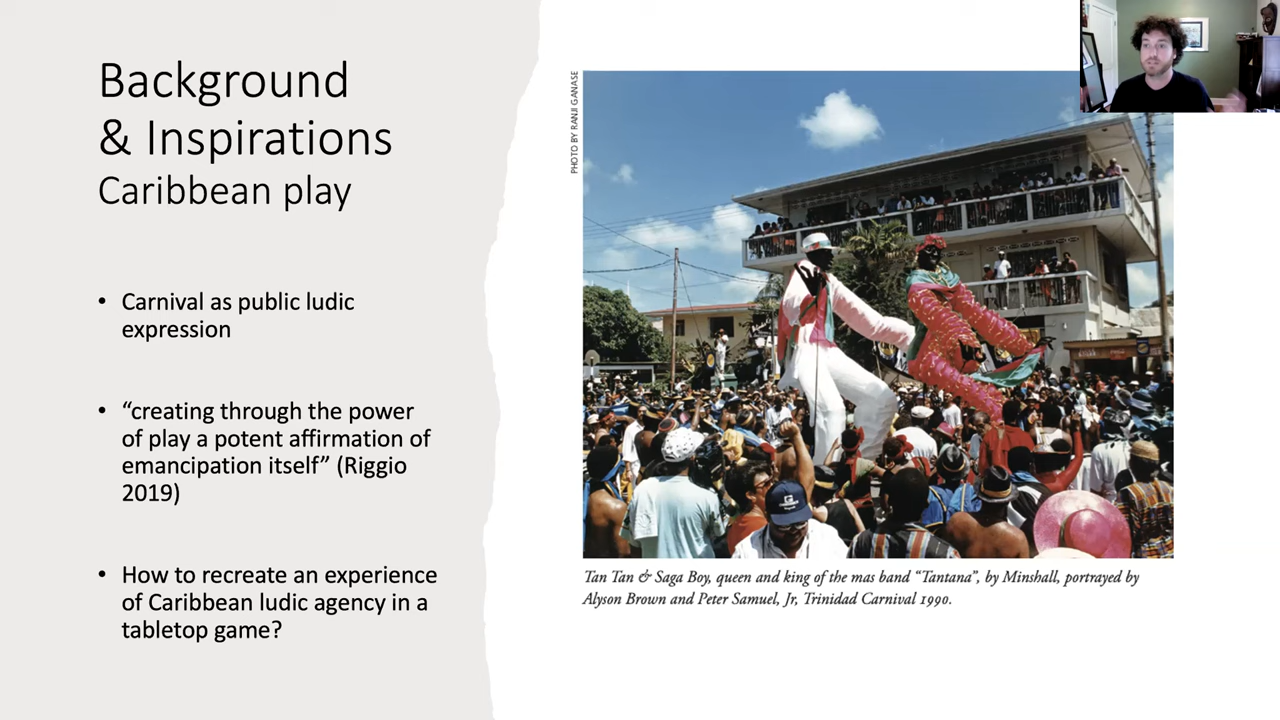 Background
& Inspirations
Caribbean play
• Carnival as public ludic
expression
• “creating through the power
of play a potent affirmation of
emancipation itself” (Riggio
2019)
• How to recreate an experience
of Caribbean ludic agency in a
tabletop game?
PHOTO BY RANJI GANASE
Tan Tan & Saga Boy, queen and king of the mas band “Tantana”, by Minshall, portrayed by
Alyson Brown and Peter Samuel, Jr, Trinidad Carnival 1990.